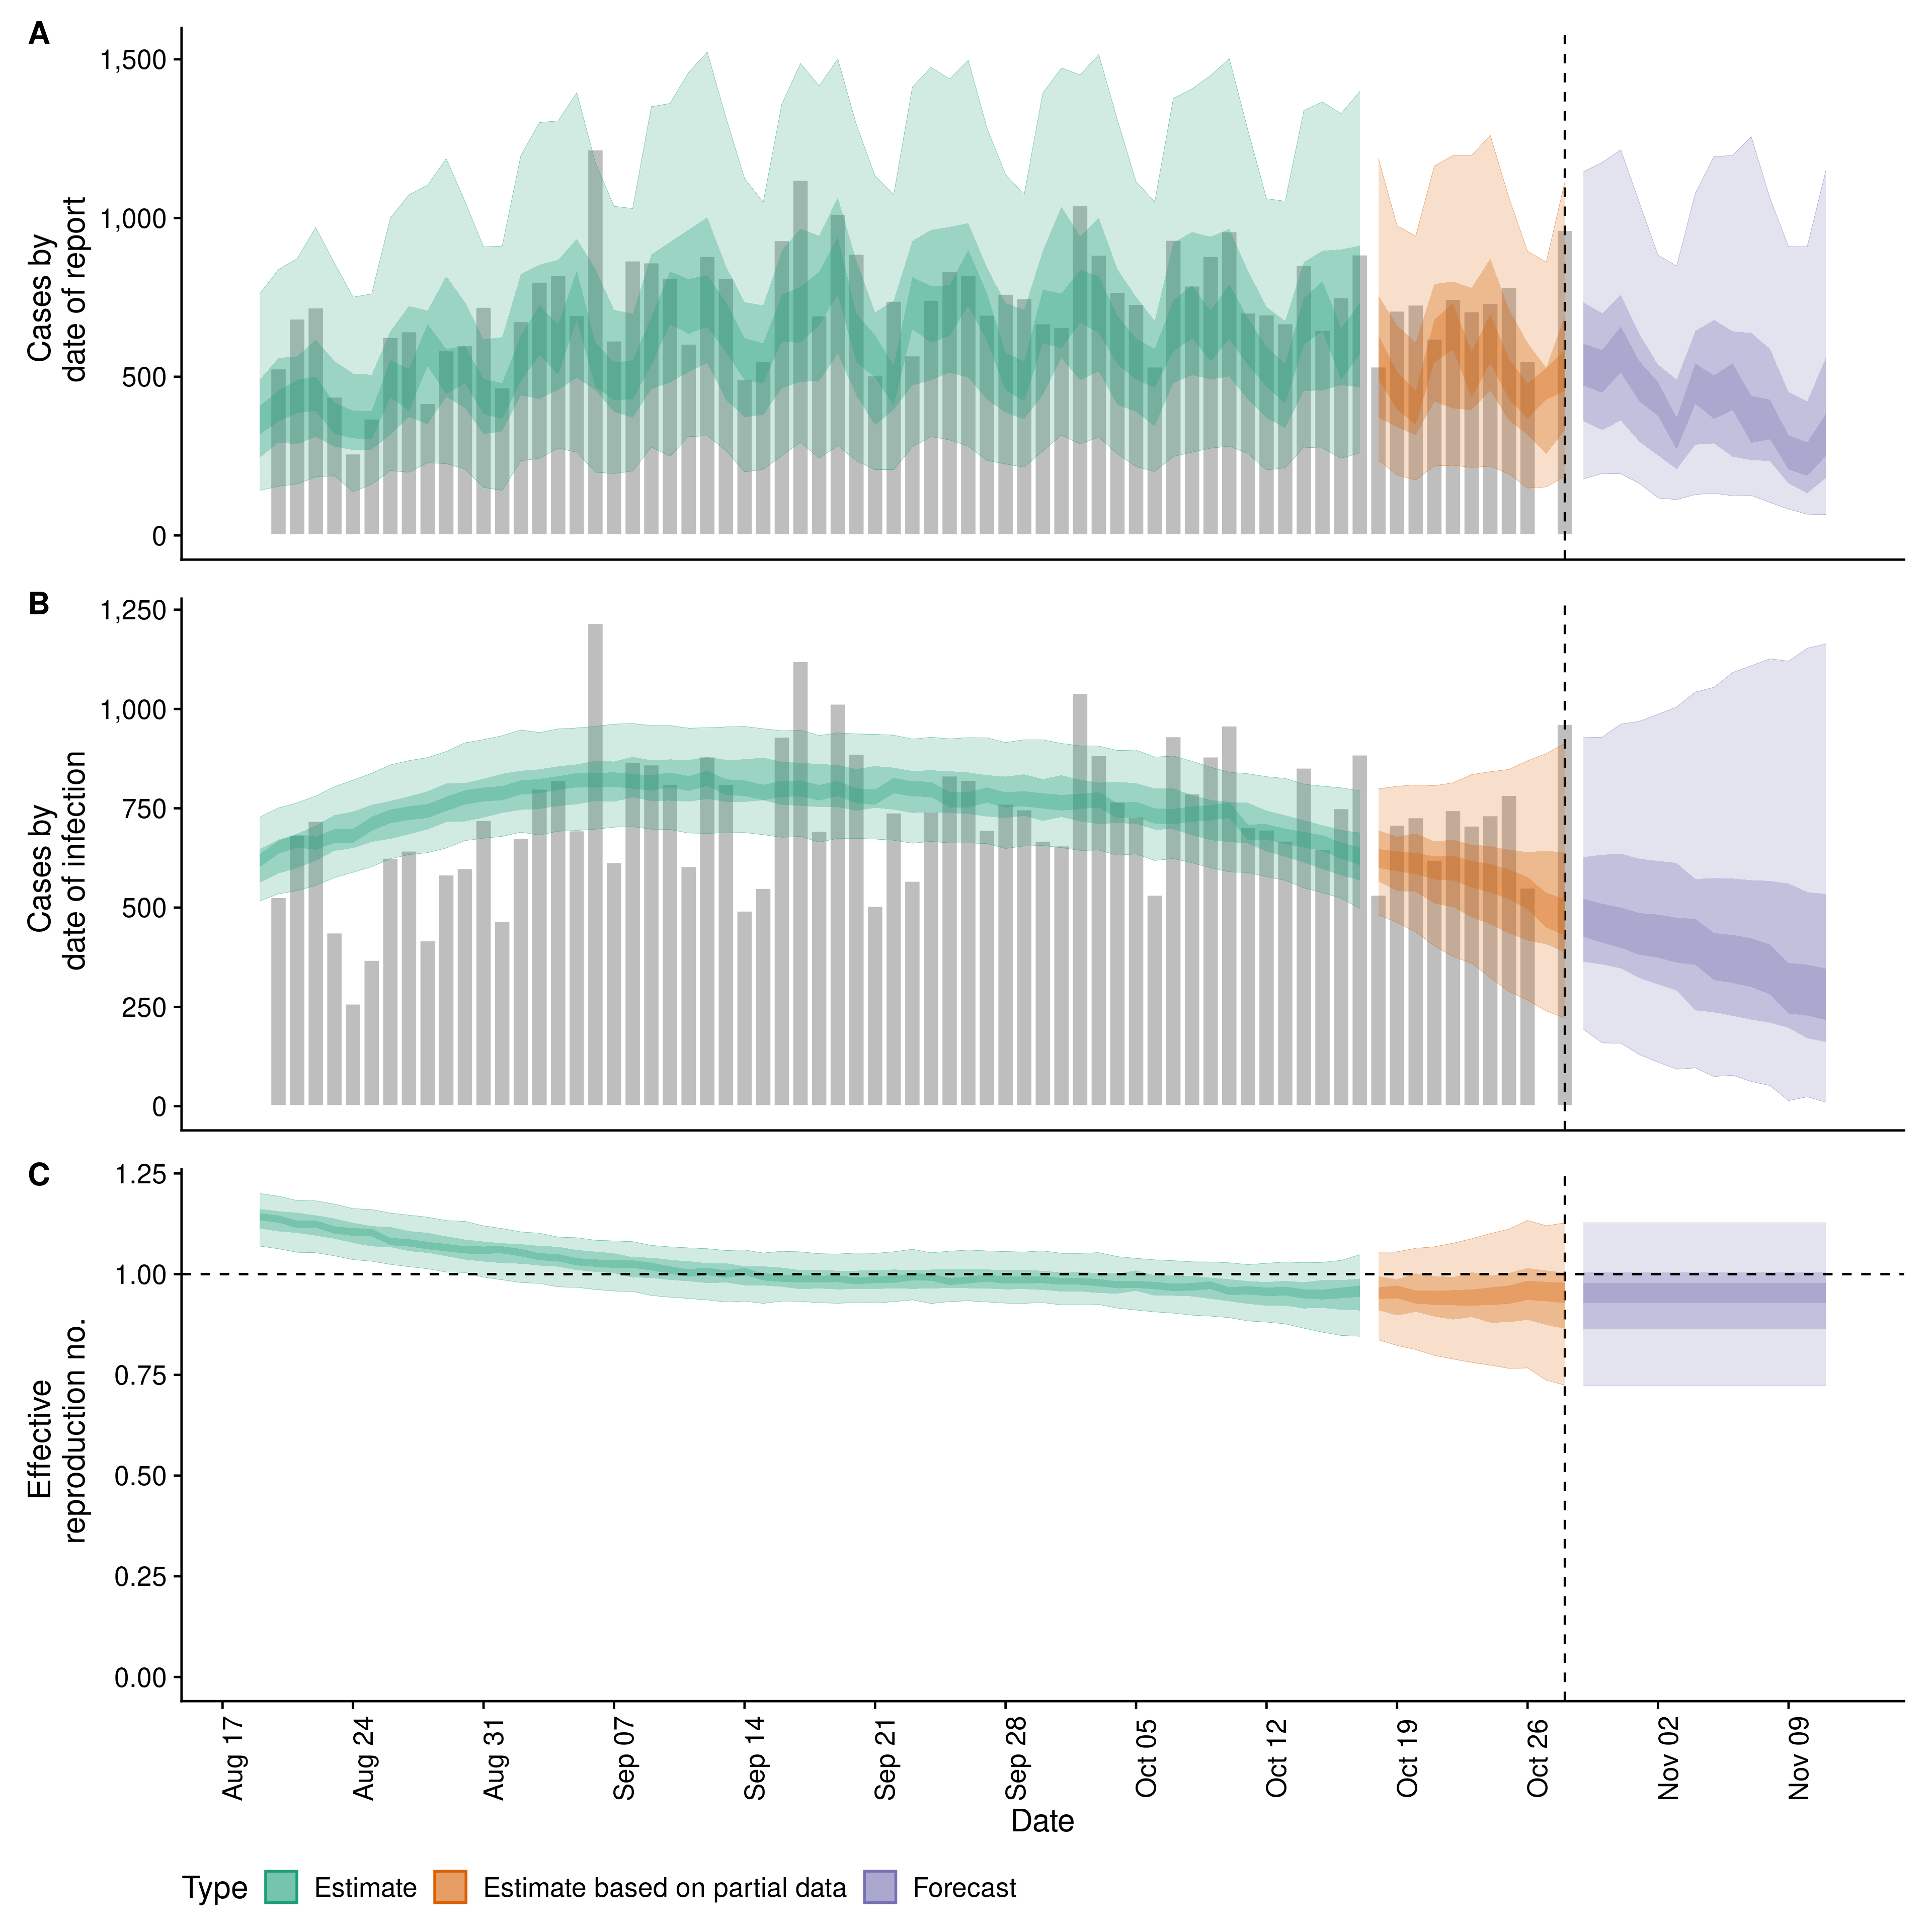 A
Cases by
date of report
1,500
1,000
500
0
B
Cases by
date of infection
1,250
1,000
750
500
250
0
C
Effective
reproduction no.
1.25
1.00
0.75
0.50
0.25
0.00
Aug 17
Aug 24
Aug 31
Sep 07
Sep 14
Sep 21
Sep 28
Oct 05
Oct 12
Oct 19
Oct 26
Nov 02
Nov 09
Date
Type Estimate Estimate based on partial data Forecast